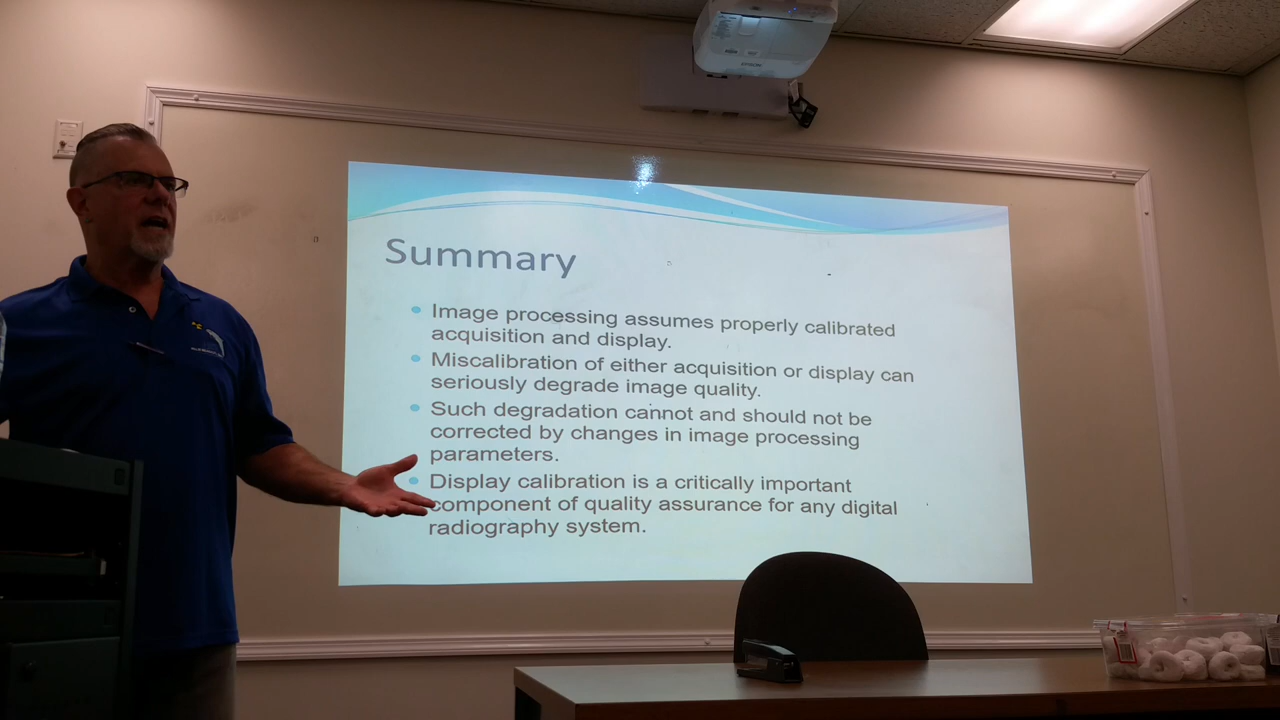 EPSON
Summary
Image processing assumes properly calibrated
acquisition and display.
Miscalibration of either acquisition or display can
seriously degrade image quality.
Such degradation cannot and should not be
corrected by changes in image processing
parameters.
Display calibration is a critically important
component of quality assurance for any digital
radiography system.